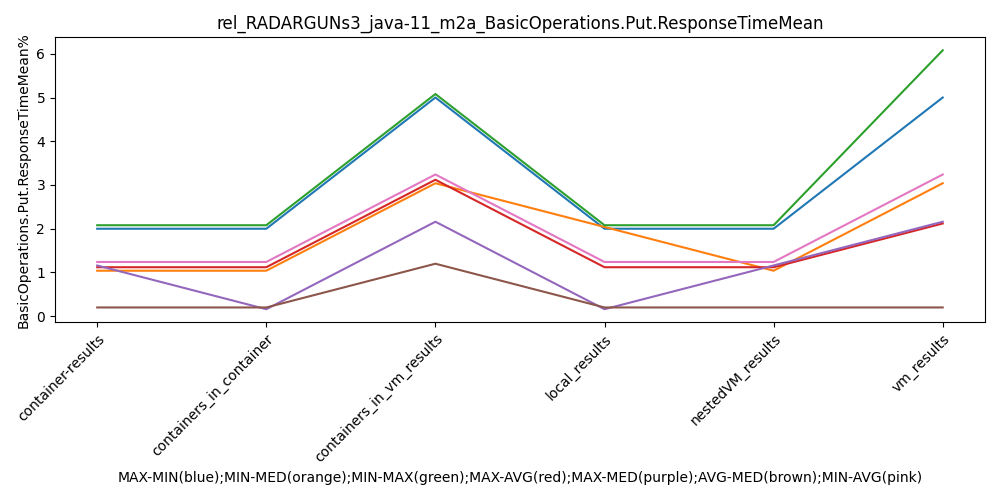 rel_RADARGUNs3_java-11_m2a_BasicOperations.Put.ResponseTimeMean
BasicOperations.Put.ResponseTimeMean%
6
5
4
3
2
1
0
container-results
containers_in_container
containers_in_vm_results
local_results
nestedVM_results
vm_results
MAX-MIN(blue);MIN-MED(orange);MIN-MAX(green);MAX-AVG(red);MAX-MED(purple);AVG-MED(brown);MIN-AVG(pink)